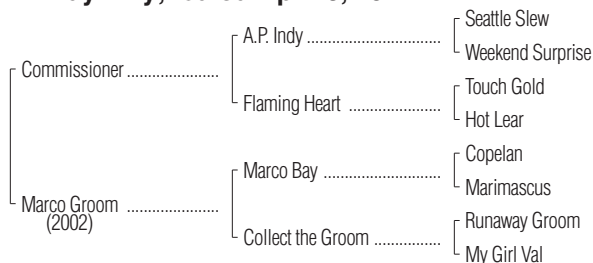 Seattle Slew
A.P. Indy ........................
Weekend Surprise
Commissioner .......................
Touch Gold
Flaming Heart .......................
Hot Lear
Copelan
Marco Bay .............................
Marimascus
Marco Groom .......................
(2002)
Runaway Groom
Collect the Groom .................
My Girl Val